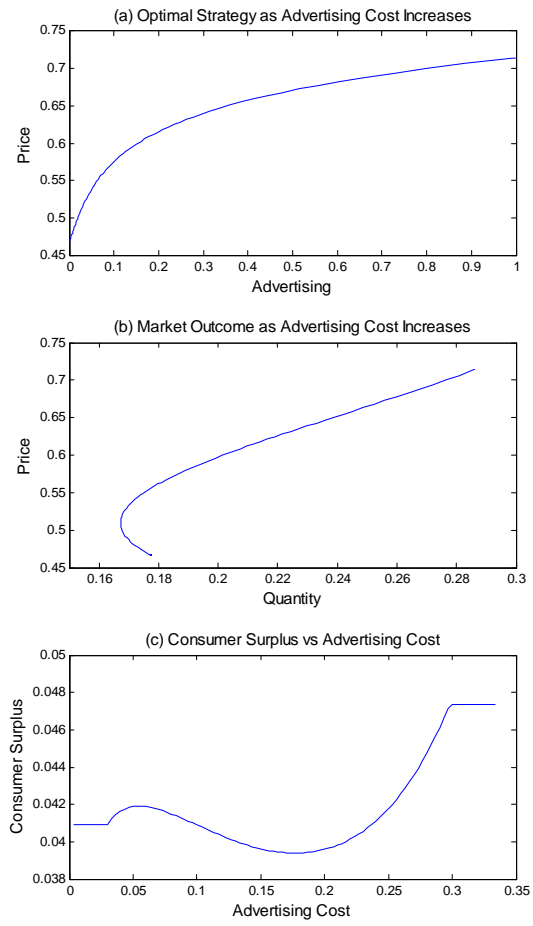 (a) Optimal Strategy as Advertising Cost Increases
0.75
0.7
0.65
0.6
0.55
0.5
0.45
Price
0 0.1 0.2 0.3 0.4 0.5 0.6 0.7 0.8 0.9 1
Advertising
(b) Market Outcome as Advertising Cost Increases
0.75
0.7
0.65
0.6
0.55
0.5
0.45
Price
0.16 0.18 0.2 0.22 0.24 0.26 0.28 0.3
Quantity
(c) Consumer Surplus vs Advertising Cost
0.05
0.048
0.046
0.044
0.042
0.04
0.038
Consumer Surplus
0 0.05 0.1 0.15 0.2 0.25 0.3 0.35
Advertising Cost